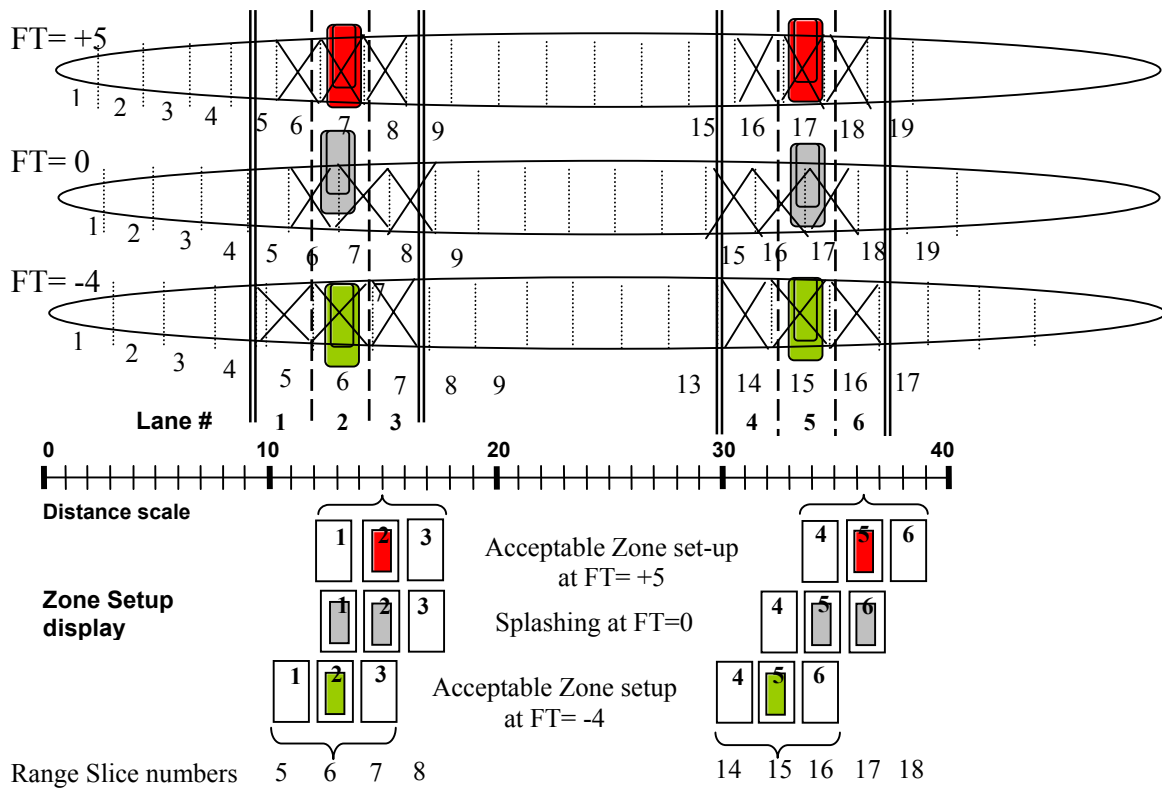 FT= +5
1 2 3 4 5 6 7 8 9 15 16 17 18 19
FT= 0
1 2 3 4 5 6 7 8 9 15 16 17 18 19
FT= -4
7
1 2 3 4 5 6 7 8 9 13 14 15 16 17
Lane # 1 2 3 4 5 6
0 10 20 30 40
Distance scale
1 2 3 4 5 6
Acceptable Zone set-up
at FT= +5
Zone Setup
display
1 2 3 Splashing at FT=0 4 5 6
1 2 3 4 5 6
Acceptable Zone setup
at FT= -4
Range Slice numbers 5 6 7 8 14 15 16 17 18